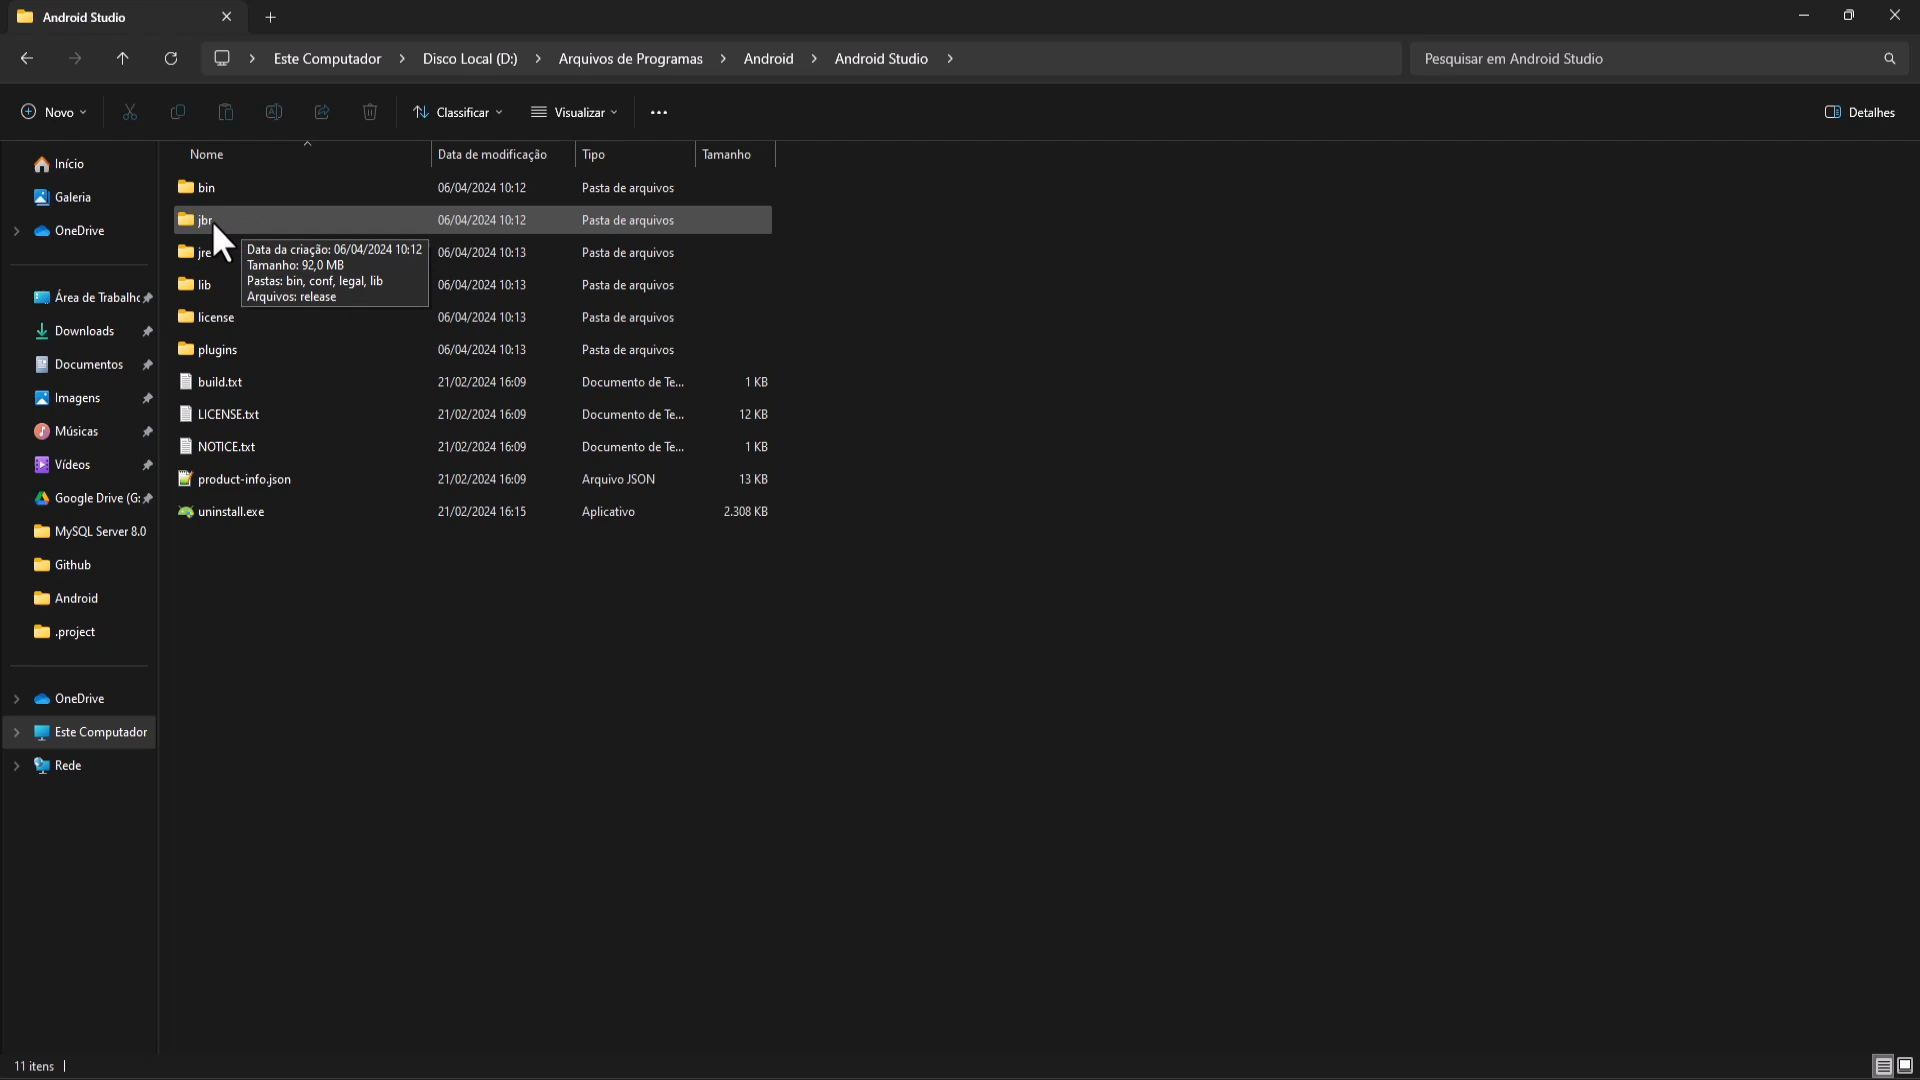 Android Studio
Este Computador
Disco Local (D:)
Arquivos de Programas
Android
Android Studio
Pesquisar em Android Studio
Novo
Classificar
Visualizar
Detalhes
Início
Galeria
OneDrive
Área de Trabalho
Downloads
Documentos
Imagens
Músicas
Vídeos
Google Drive (G:
MySQL Server 8.0
Github
Android
.project
OneDrive
Este Computador
Rede
Nome Data de modificação Tipo Tamanho
bin 06/04/2024 10:12 Pasta de arquivos
jbr 06/04/2024 10:12 Pasta de arquivos
jre 06/04/2024 10:13 Pasta de arquivos
lib 06/04/2024 10:13 Pasta de arquivos
license 06/04/2024 10:13 Pasta de arquivos
plugins 06/04/2024 10:13 Pasta de arquivos
build.txt 21/02/2024 16:09 Documento de Te... 1 KB
LICENSE.txt 21/02/2024 16:09 Documento de Te... 12 KB
NOTICE.txt 21/02/2024 16:09 Documento de Te... 1 KB
product-info.json 21/02/2024 16:09 Arquivo JSON 13 KB
uninstall.exe 21/02/2024 16:15 Aplicativo 2.308 KB
Data da criação: 06/04/2024 10:12
Tamanho: 92,0 MB
Pastas: bin, conf, legal, lib
Arquivos: release
11 itens